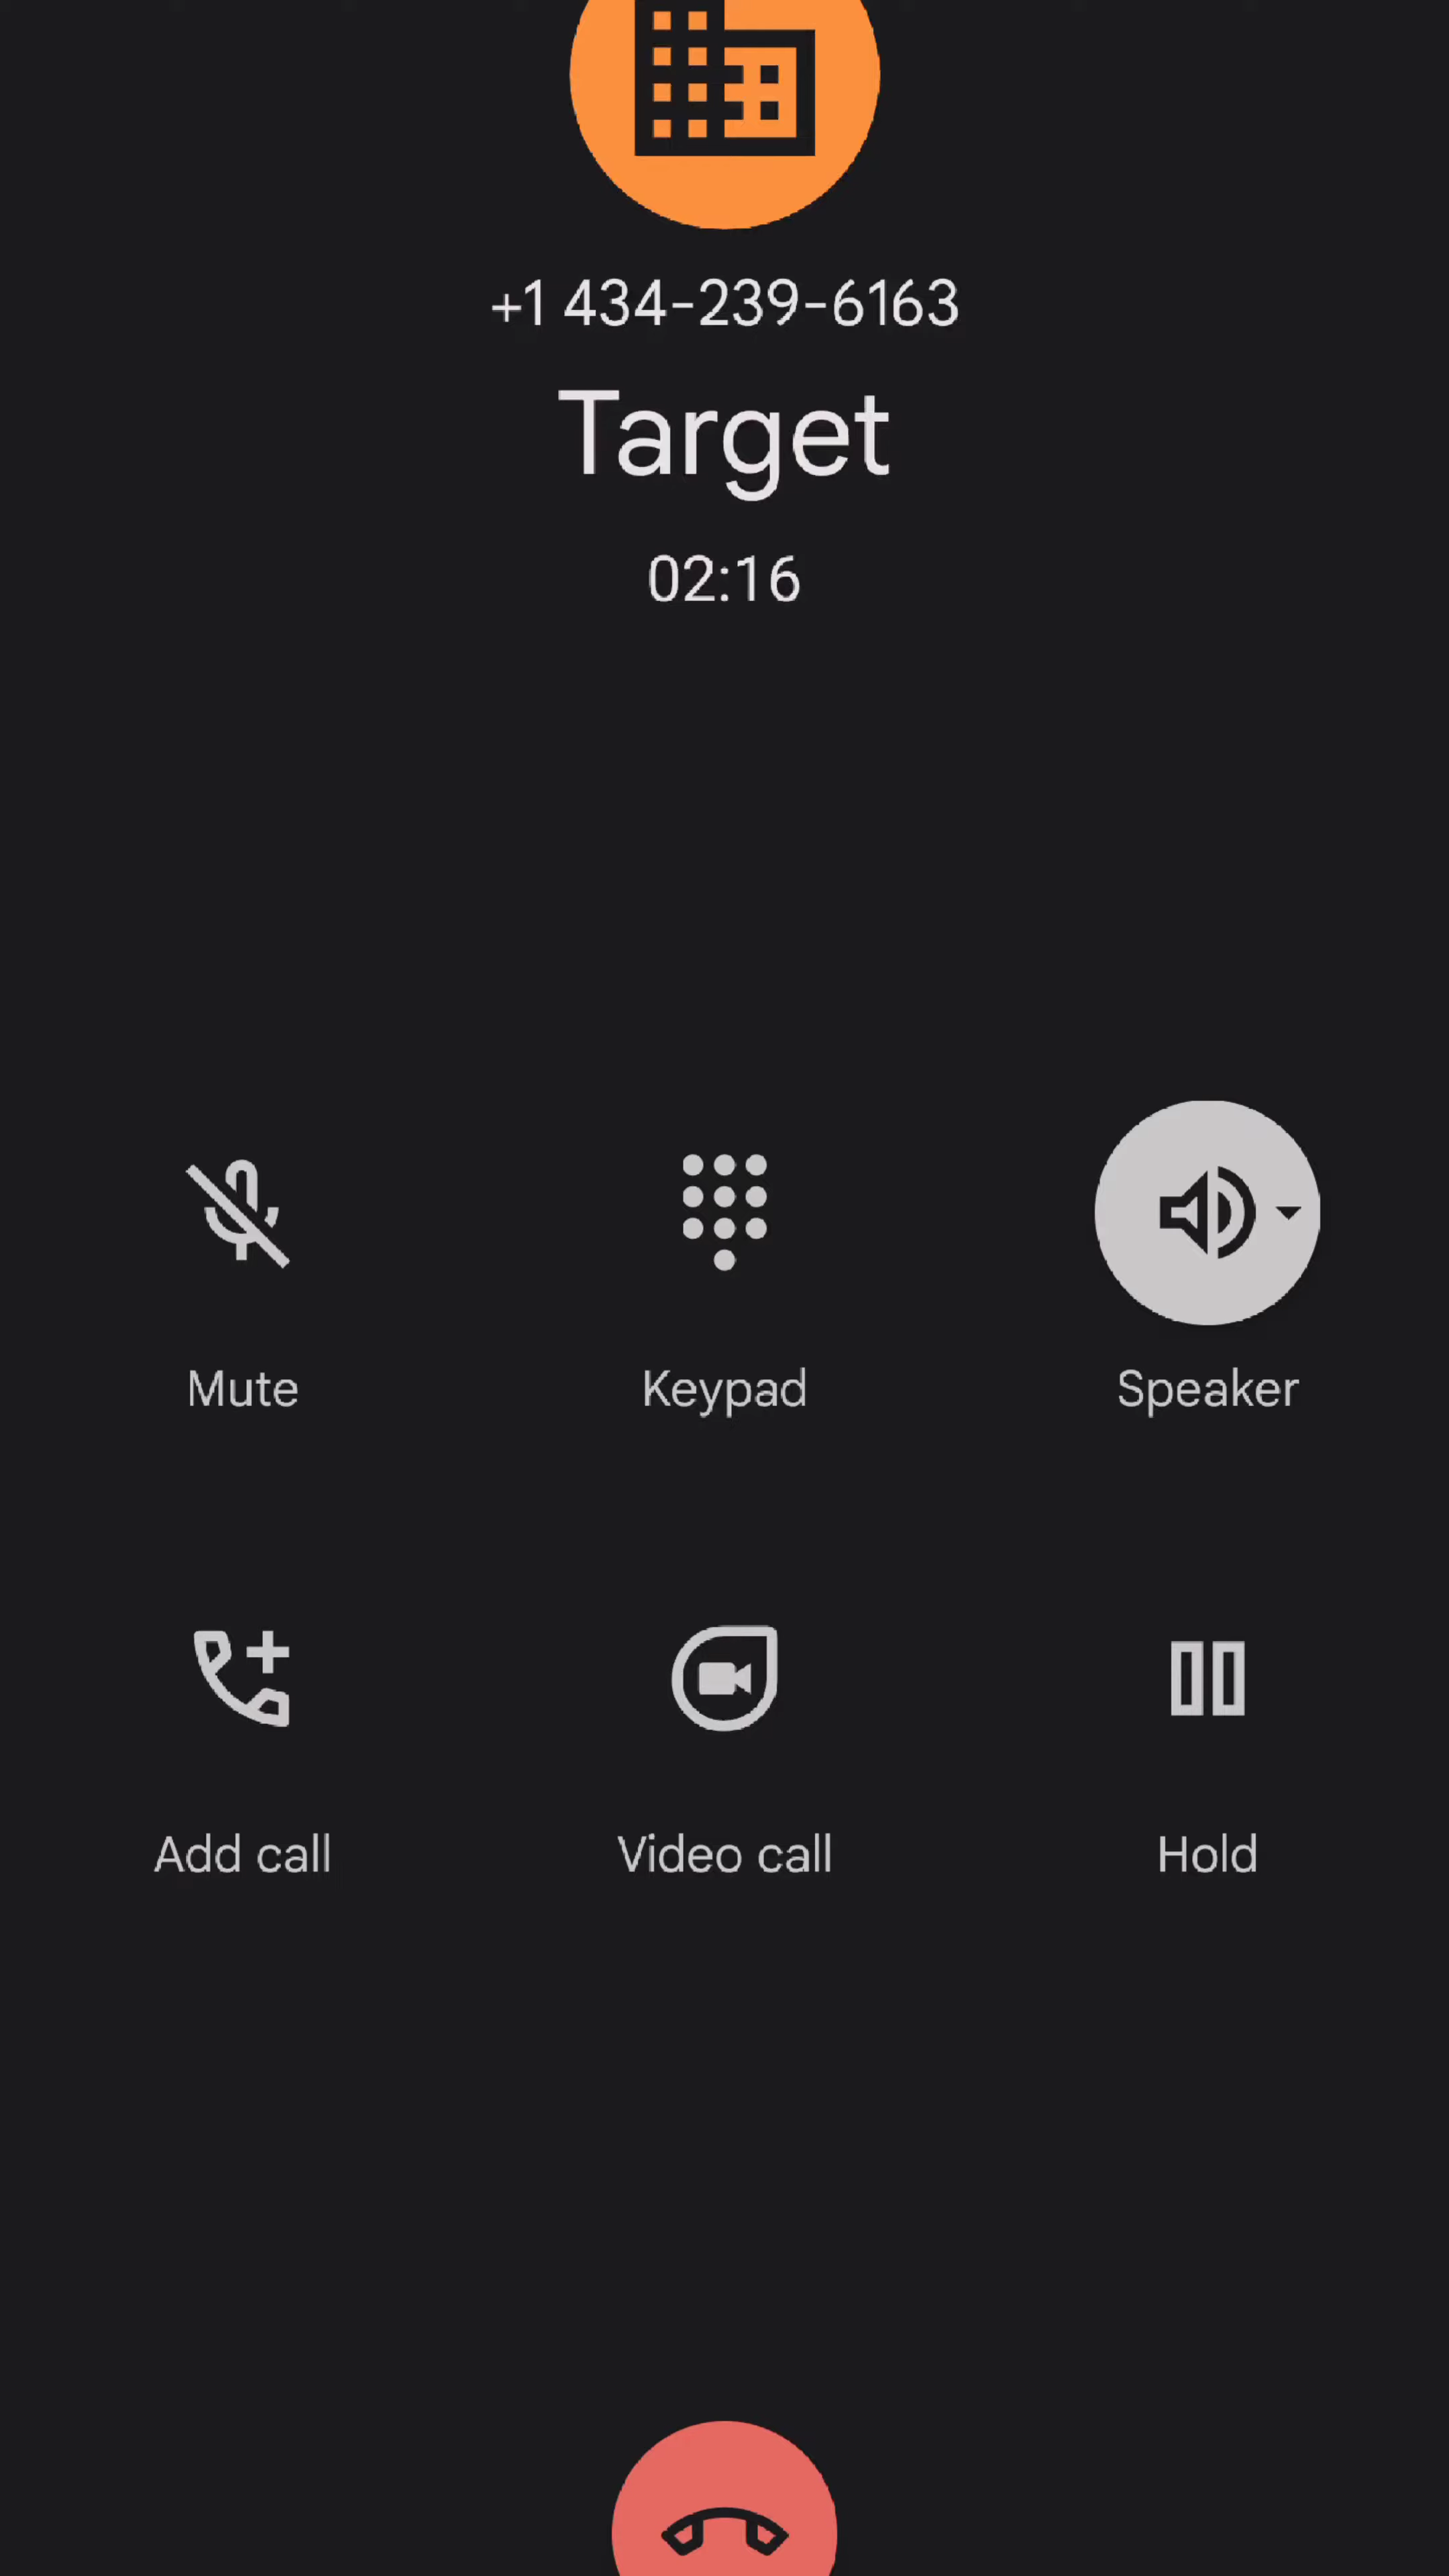 +1 434-239-6163
Target
02:16
Mute
Keypad
Speaker
Add call
Video call
Hold